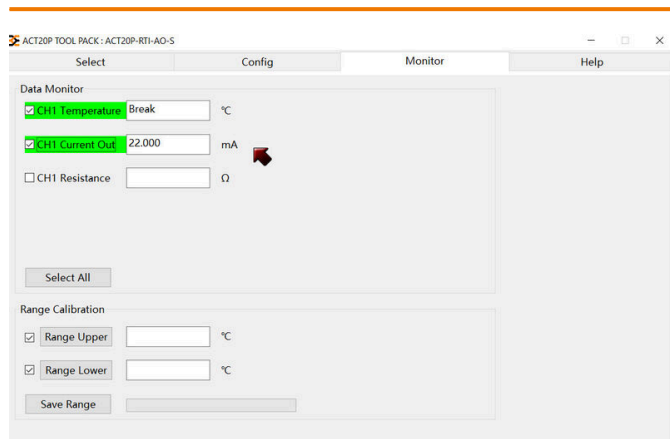 ACT20P TOOL PACK : ACT20P-RTI-AO-S
Select Config Monitor Help
Data Monitor
CH1 Temperature Break °C
CH1 Current Out 22.000 mA
CH1 Resistance Ω
Select All
Range Calibration
Range Upper °C
Range Lower °C
Save Range